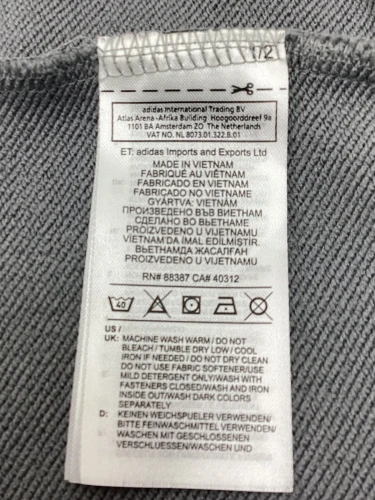 1/2
adidas International Trading BV
Atlas Arena - Afrika Building Hoogoorddreef 9a
1101 BA Amsterdam ZO The Netherlands
VAT NO. NL 8073.01.322.B.01
ET: adidas Imports and Exports Ltd
MADE IN VIETNAM
FABRIQUÉ AU VIÊTNAM
FABRICADO EN VIETNAM
FABRICADO NO VIETNAME
GYÁRTVA: VIETNÁM
ПРОИЗВЕДЕНО ВЪВ ВИЕТНАМ
СДЕЛАНО ВО ВЬЕТНАМЕ
PROIZVEDENO U VIJETNAMU
VIETNAM'DA İMAL EDİLMİŞTİR.
ВЬЕТНАМДА ЖАСАЛҒАН
PROIZVEDENO U VIJETNAMU
RN# 88387 CA# 40312
40
US /
UK: MACHINE WASH WARM / DO NOT
BLEACH / TUMBLE DRY LOW / COOL
IRON IF NEEDED / DO NOT DRY CLEAN
DO NOT USE FABRIC SOFTENER/USE
MILD DETERGENT ONLY/WASH WITH
FASTENERS CLOSED/WASH AND IRON
INSIDE OUT/WASH DARK COLORS
SEPARATELY
D: KEINEN WEICHSPUELER VERWENDEN/
BITTE FEINWASCHMITTEL VERWENDEN/
WASCHEN MIT GESCHLOSSENEN
VERSCHLUESSEN/WASCHEN UND